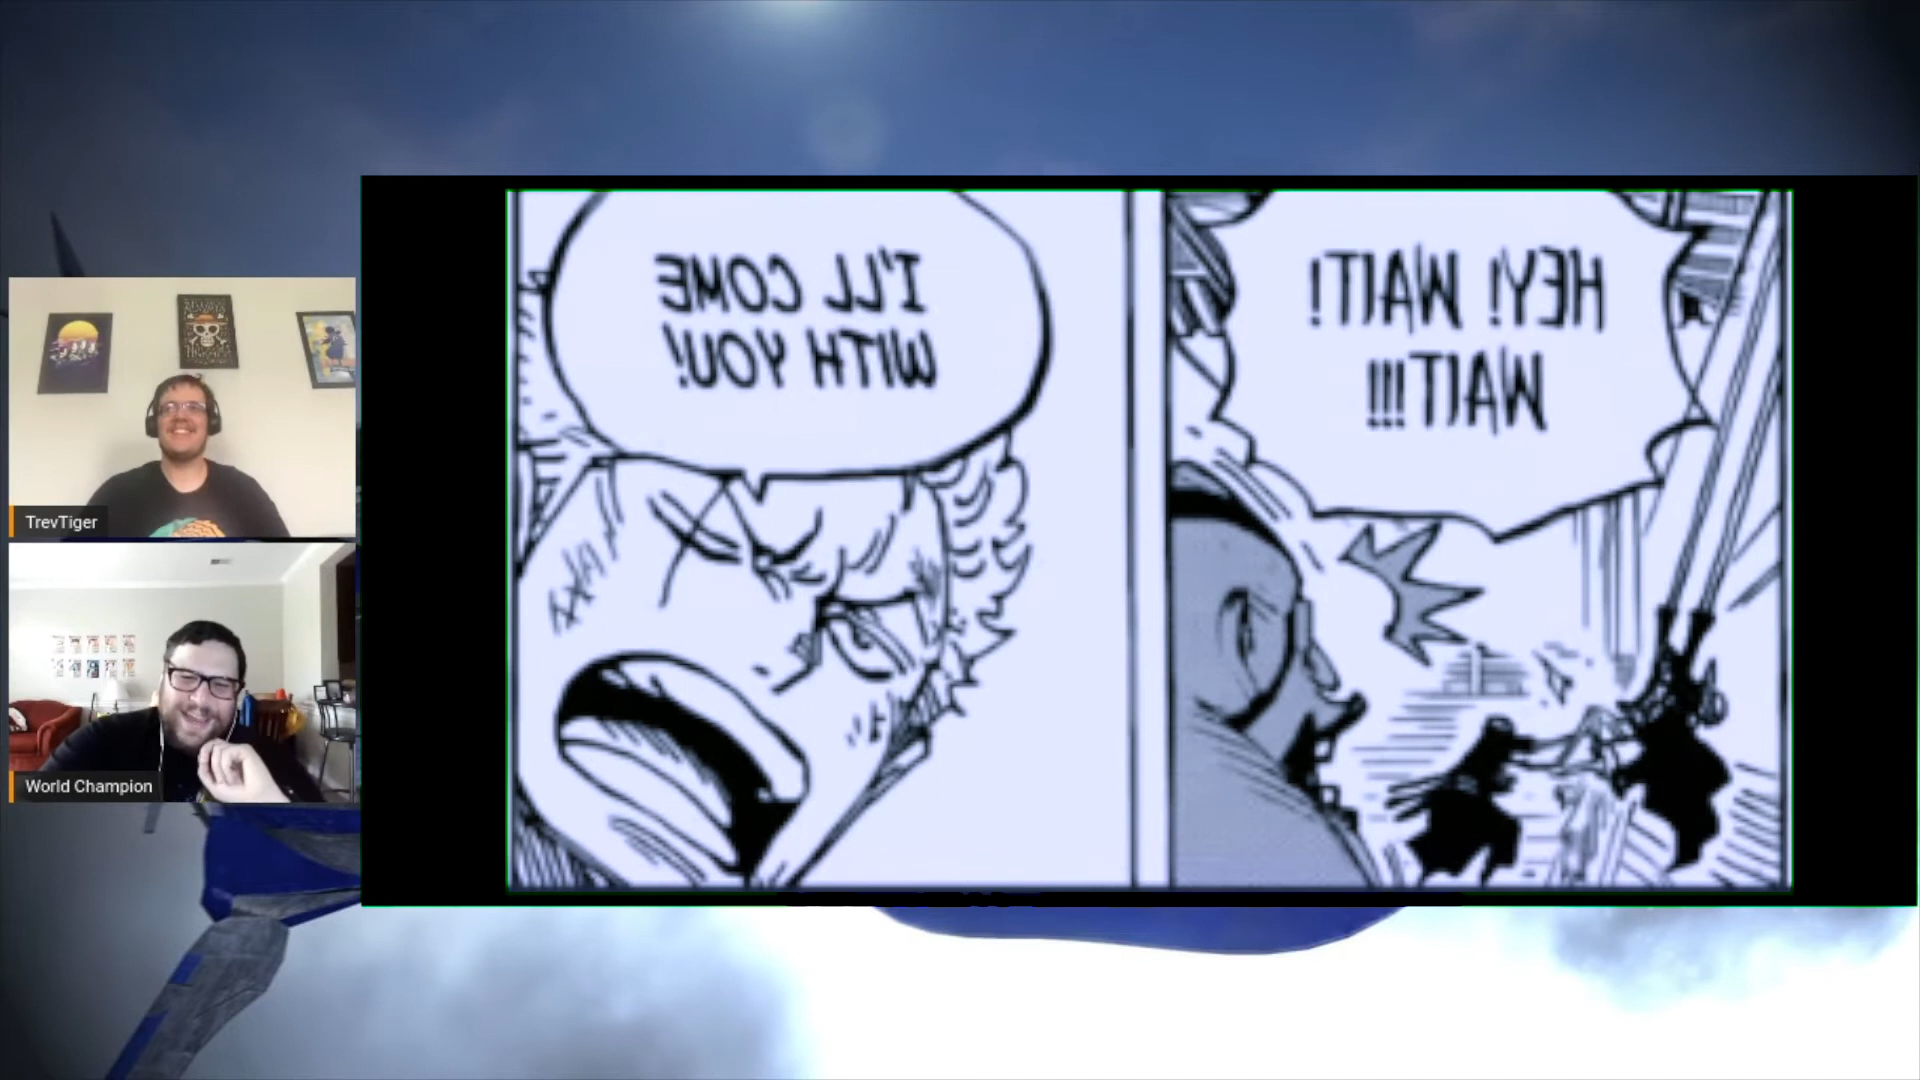 HEY! WAIT!
WAIT!!!
I'LL COME
WITH YOU!
TrevTiger
World Champion